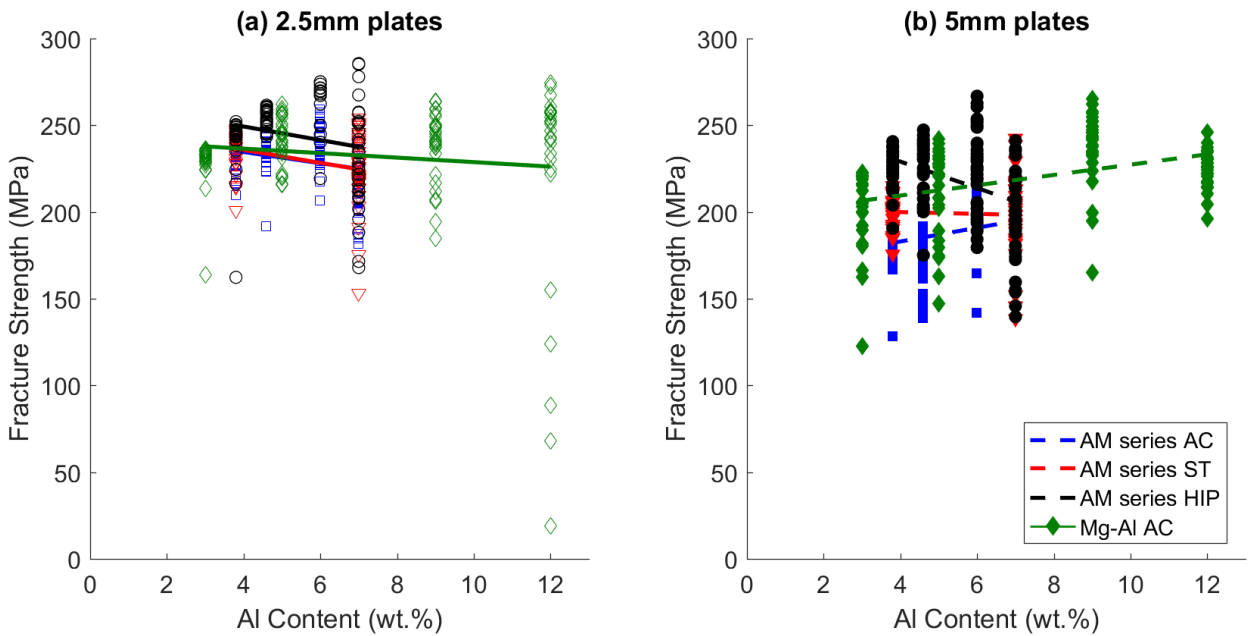 (a) 2.5mm plates
300
250
200
150
100
50
0
Fracture Strength (MPa)
0 2 4 6 8 10 12
Al Content (wt.%)
(b) 5mm plates
300
250
200
150
100
50
0
Fracture Strength (MPa)
0 2 4 6 8 10 12
Al Content (wt.%)
AM series AC
AM series ST
AM series HIP
Mg-Al AC